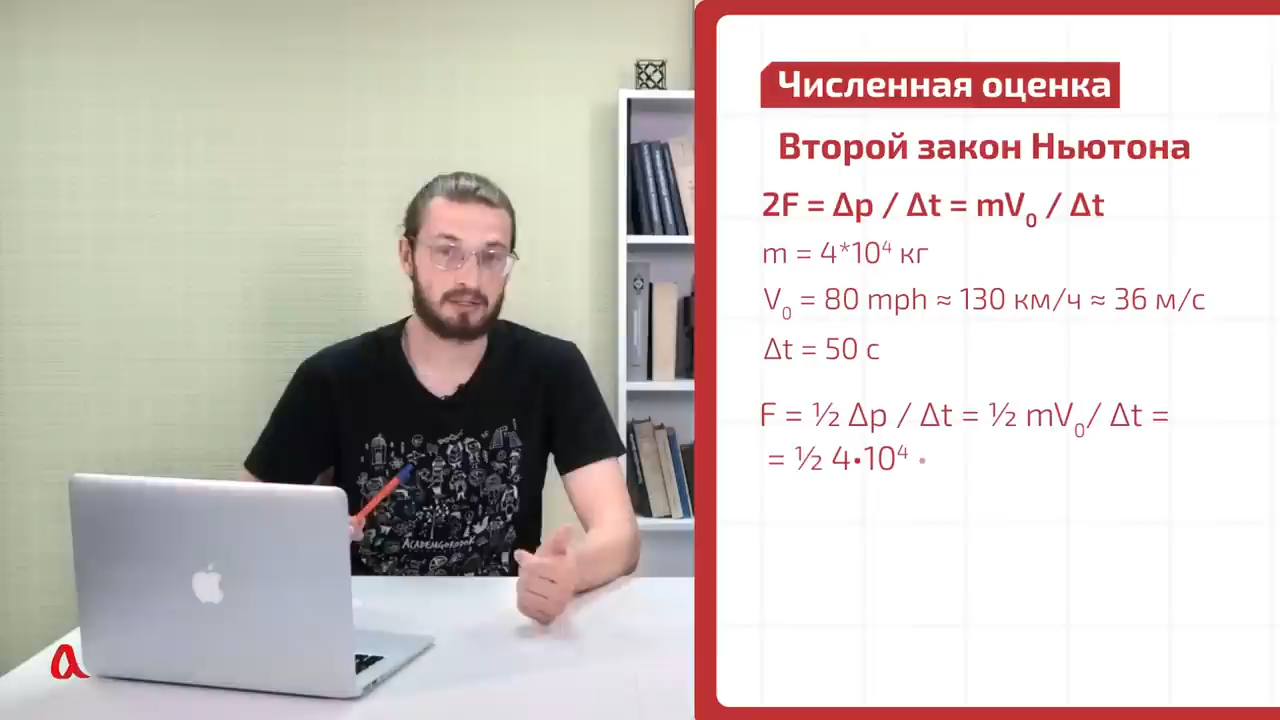 Численная оценка
Второй закон Ньютона
2F = Δp / Δt = mV₀ / Δt
m = 4*10⁴ кг
V₀ = 80 mph ≈ 130 км/ч ≈ 36 м/с
Δt = 50 с
F = ½ Δp / Δt = ½ mV₀/ Δt =
= ½ 4•10⁴ •
ACADEMGORODOK
a